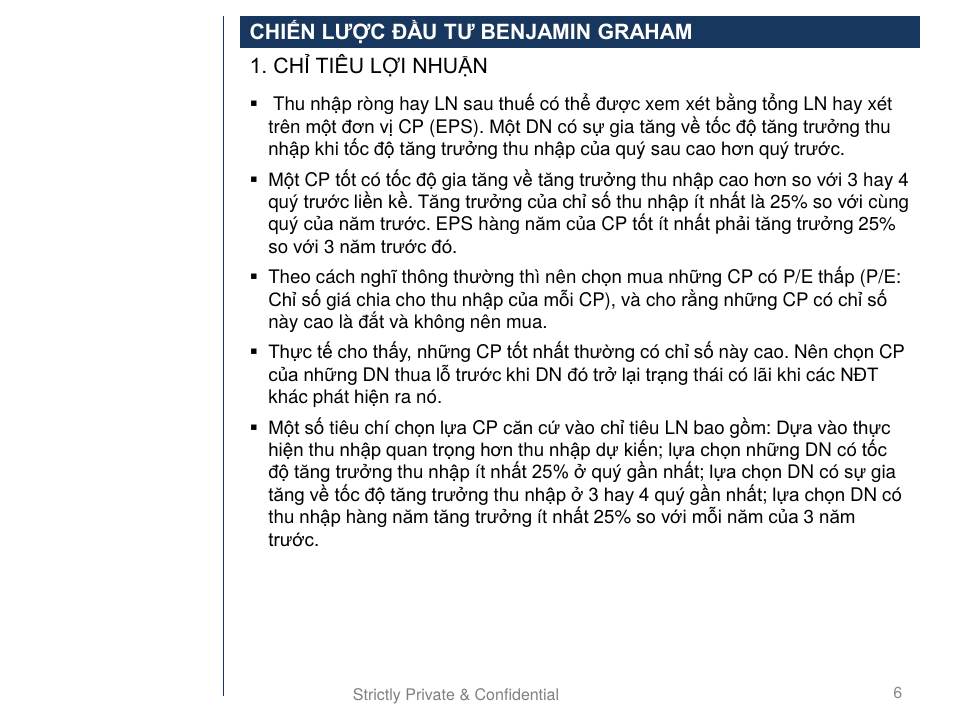 CHIẾN LƯỢC ĐẦU TƯ BENJAMIN GRAHAM
1. CHỈ TIÊU LỢI NHUẬN
▪ Thu nhập ròng hay LN sau thuế có thể được xem xét bằng tổng LN hay xét
trên một đơn vị CP (EPS). Một DN có sự gia tăng về tốc độ tăng trưởng thu
nhập khi tốc độ tăng trưởng thu nhập của quý sau cao hơn quý trước.
▪ Một CP tốt có tốc độ gia tăng về tăng trưởng thu nhập cao hơn so với 3 hay 4
quý trước liền kề. Tăng trưởng của chỉ số thu nhập ít nhất là 25% so với cùng
quý của năm trước. EPS hàng năm của CP tốt ít nhất phải tăng trưởng 25%
so với 3 năm trước đó.
▪ Theo cách nghĩ thông thường thì nên chọn mua những CP có P/E thấp (P/E:
Chỉ số giá chia cho thu nhập của mỗi CP), và cho rằng những CP có chỉ số
này cao là đắt và không nên mua.
▪ Thực tế cho thấy, những CP tốt nhất thường có chỉ số này cao. Nên chọn CP
của những DN thua lỗ trước khi DN đó trở lại trạng thái có lãi khi các NĐT
khác phát hiện ra nó.
▪ Một số tiêu chí chọn lựa CP căn cứ vào chỉ tiêu LN bao gồm: Dựa vào thực
hiện thu nhập quan trọng hơn thu nhập dự kiến; lựa chọn những DN có tốc
độ tăng trưởng thu nhập ít nhất 25% ở quý gần nhất; lựa chọn DN có sự gia
tăng về tốc độ tăng trưởng thu nhập ở 3 hay 4 quý gần nhất; lựa chọn DN có
thu nhập hàng năm tăng trưởng ít nhất 25% so với mỗi năm của 3 năm
trước.
Strictly Private & Confidential
6